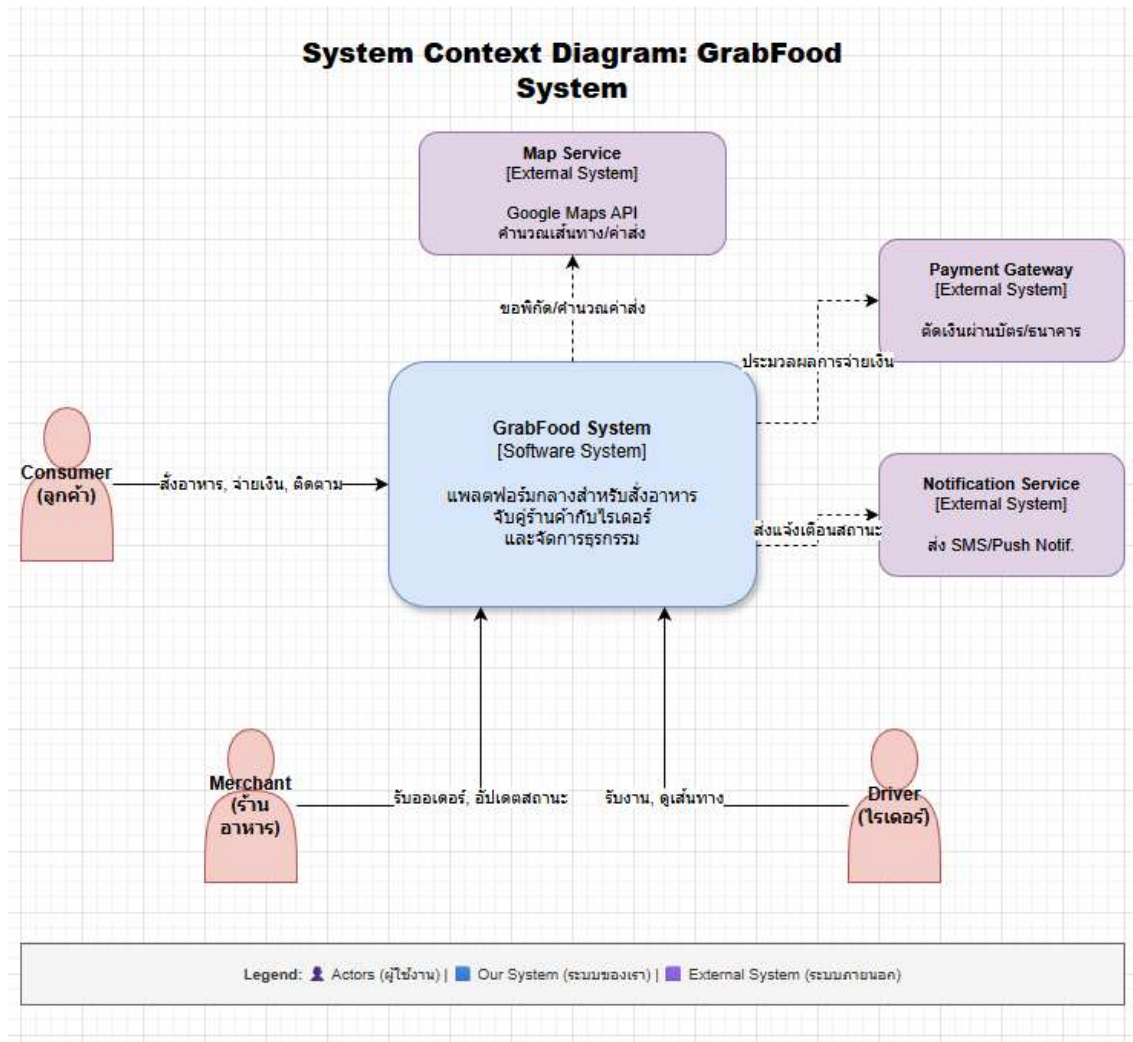 System Context Diagram: GrabFood
System
Map Service
[External System]
Google Maps API
คำนวณเส้นทาง/ค่าส่ง
ขอพิกัด/คำนวณค่าส่ง
Payment Gateway
[External System]
ตัดเงินผ่านบัตร/ธนาคาร
ประมวลผลการจ่ายเงิน
GrabFood System
[Software System]
แพลตฟอร์มกลางสำหรับสั่งอาหาร
จับคู่ร้านค้ากับไรเดอร์
และจัดการธุรกรรม
Consumer
(ลูกค้า)
สั่งอาหาร, จ่ายเงิน, ติดตาม
Notification Service
[External System]
ส่ง SMS/Push Notif.
ส่งแจ้งเตือนสถานะ
Merchant
(ร้าน
อาหาร)
รับออเดอร์, อัปเดตสถานะ
รับงาน, ดูเส้นทาง
Driver
(ไรเดอร์)
Legend: 👤 Actors (ผู้ใช้งาน) | 🟦 Our System (ระบบของเรา) | 🟪 External System (ระบบภายนอก)